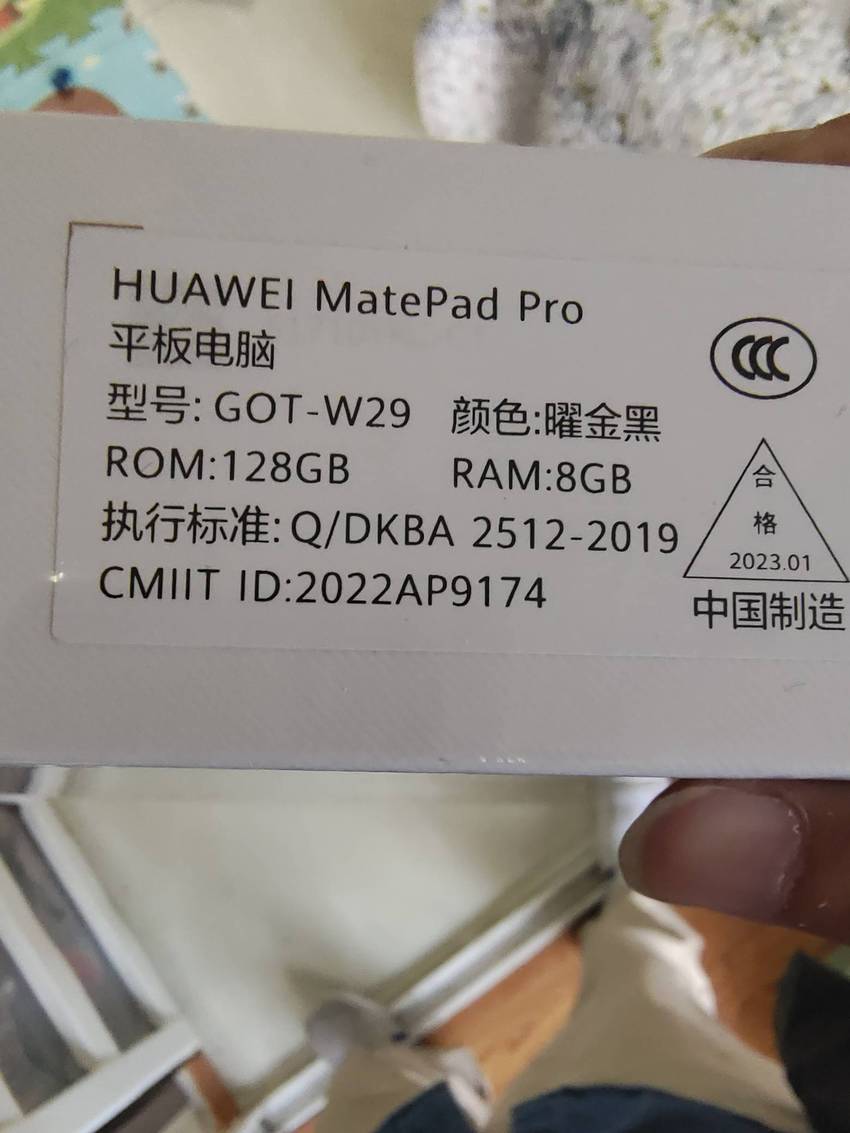 HUAWEI MatePad Pro
平板电脑
型号: GOT-W29 颜色:曜金黑
ROM:128GB RAM:8GB
执行标准: Q/DKBA 2512-2019
CMIIT ID:2022AP9174
CCC
合
格
2023.01
中国制造